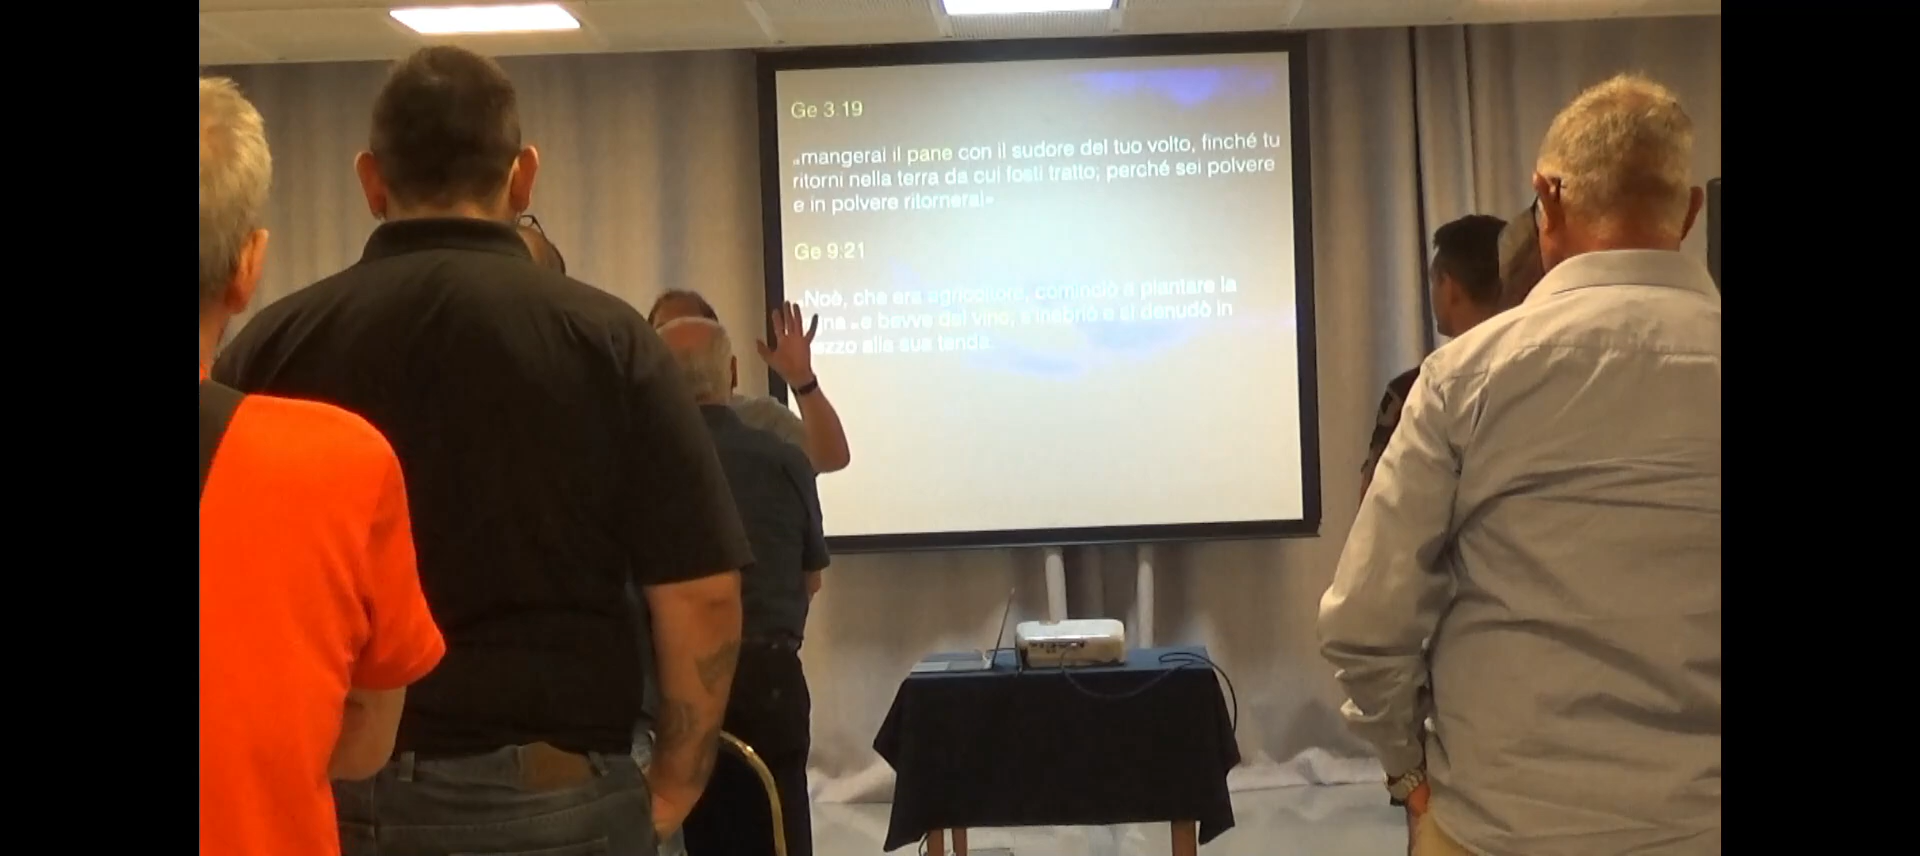 Ge 3.19
„mangerai il pane con il sudore del tuo volto, finché tu
ritorni nella terra da cui fosti tratto; perché sei polvere
e in polvere ritornerai“
Ge 9:21
Noè, che era agricoltore, cominciò a piantare la
e bevve del vino; s'inebriò e si denudò in
alla sua tenda.